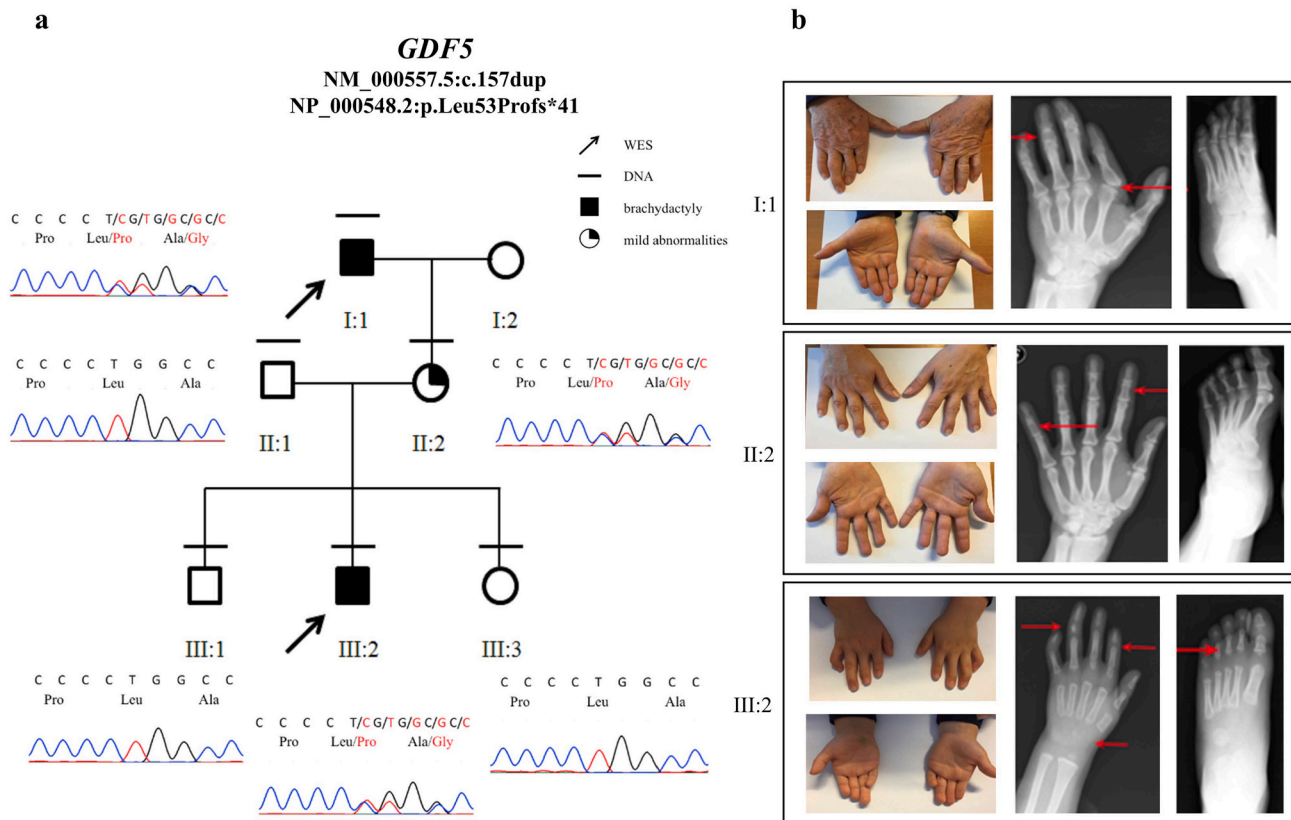 a
b
GDF5
NM_000557.5:c.157dup
NP_000548.2:p.Leu53Profs*41
WES
DNA
brachydactyly
mild abnormalities
C C C C T/C G/T G/G C/G C/C
Pro Leu/Pro Ala/Gly
I:1
I:2
C C C C T G G C C
Pro Leu Ala
II:1
II:2
C C C C T/C G/T G/G C/G C/C
Pro Leu/Pro Ala/Gly
III:1
III:2
III:3
C C C C T G G C C
Pro Leu Ala
C C C C T/C G/T G/G C/G C/C
Pro Leu/Pro Ala/Gly
C C C C T G G C C
Pro Leu Ala
I:1
II:2
III:2